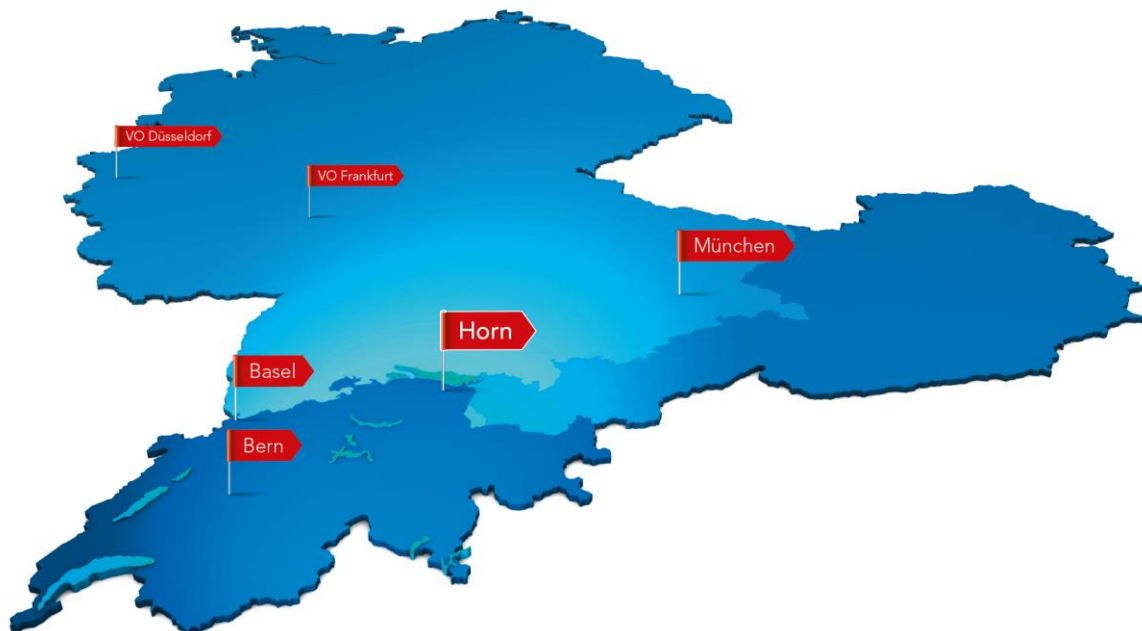 VO Düsseldorf
VO Frankfurt
München
Horn
Basel
Bern